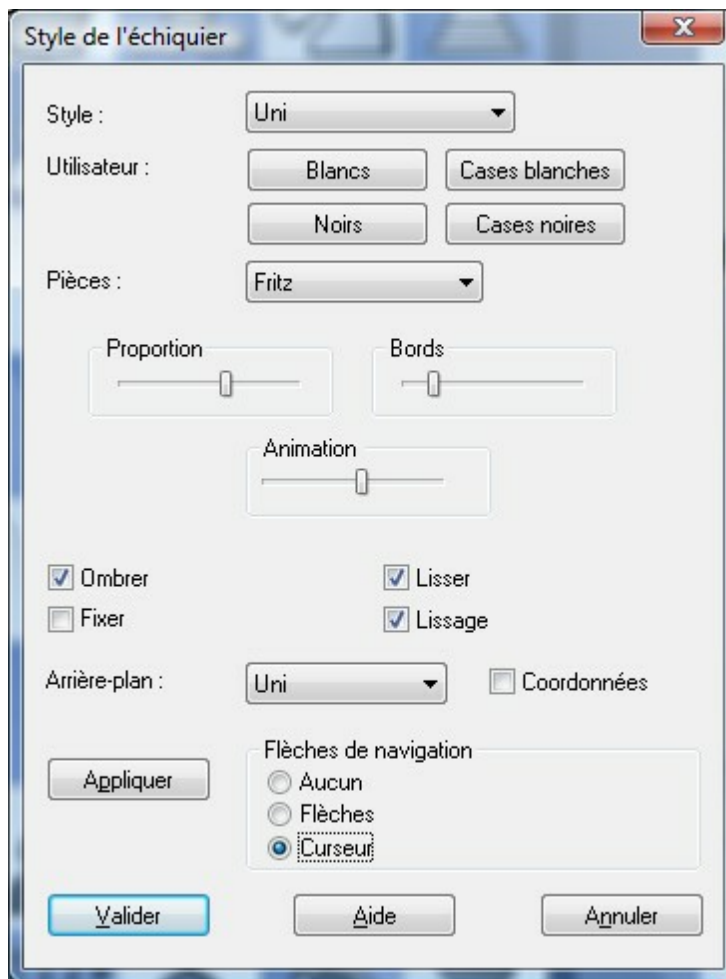 Style de l'échiquier
Style :
Uni
Utilisateur :
Blancs
Cases blanches
Noirs
Cases noires
Pièces :
Fritz
Proportion
Bords
Animation
Ombrer
Lisser
Fixer
Lissage
Arrière-plan :
Uni
Coordonnées
Flèches de navigation
Appliquer
Aucun
Flèches
Curseur
Valider
Aide
Annuler